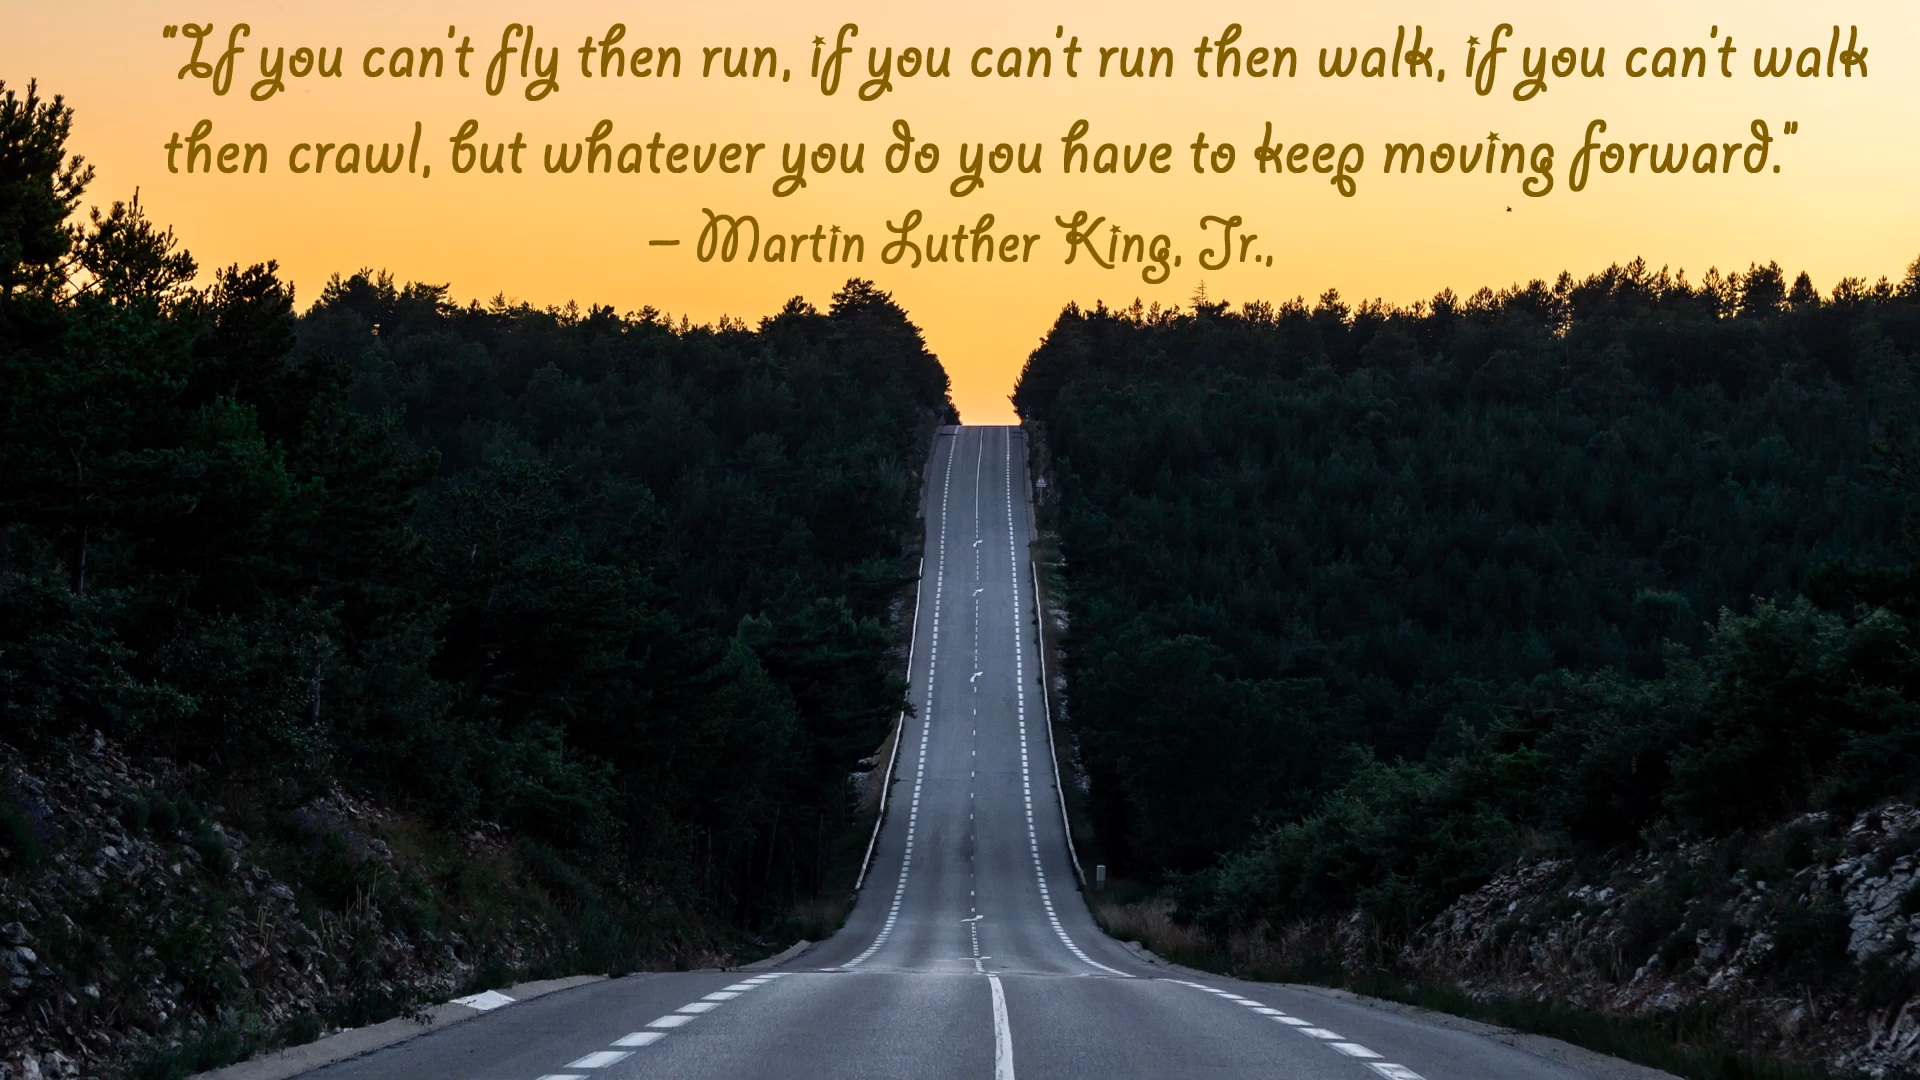 "If you can't fly then run, if you can't run then walk, if you can't walk
then crawl, but whatever you do you have to keep moving forward."
– Martin Luther King, Jr.,